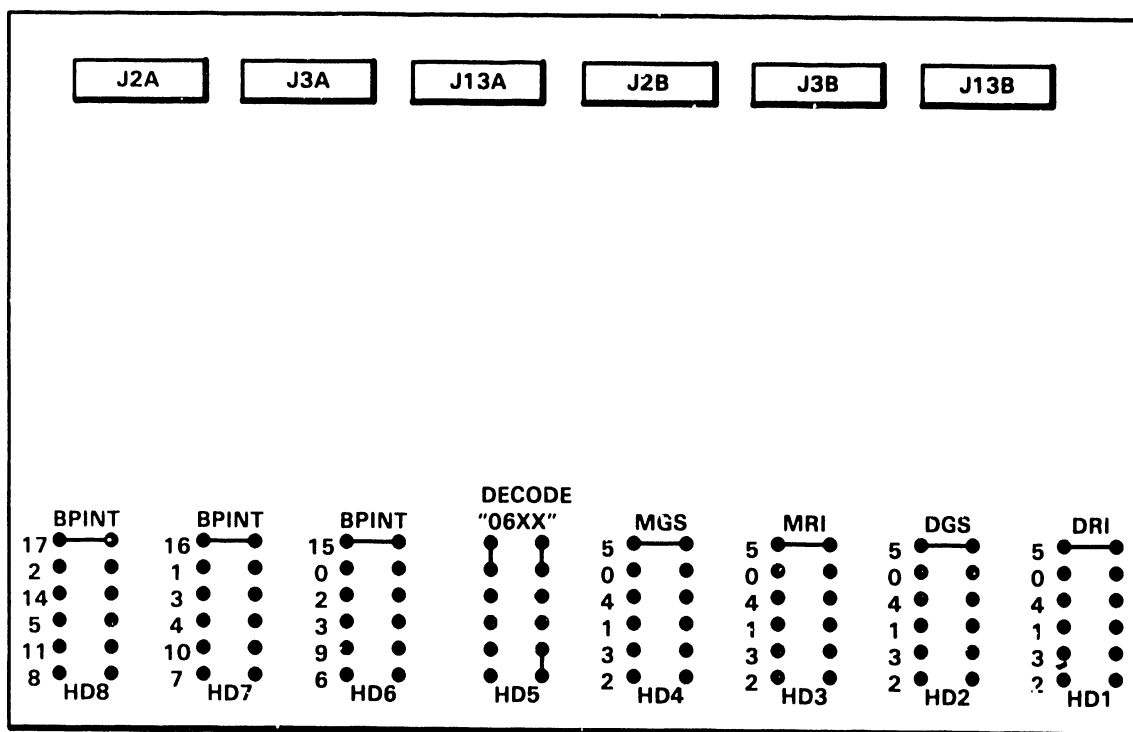 J2A J3A J13A J2B J3B J13B
DECODE
BPINT BPINT BPINT "06XX" MGS MRI DGS DRI
17 16 15 5 5 5 5
2 1 0 0 0 0 0
14 3 2 4 4 4 4
5 4 3 1 1 1 1
11 10 9 3 3 3 3
8 7 6 2 2 2 2
HD8 HD7 HD6 HD5 HD4 HD3 HD2 HD1